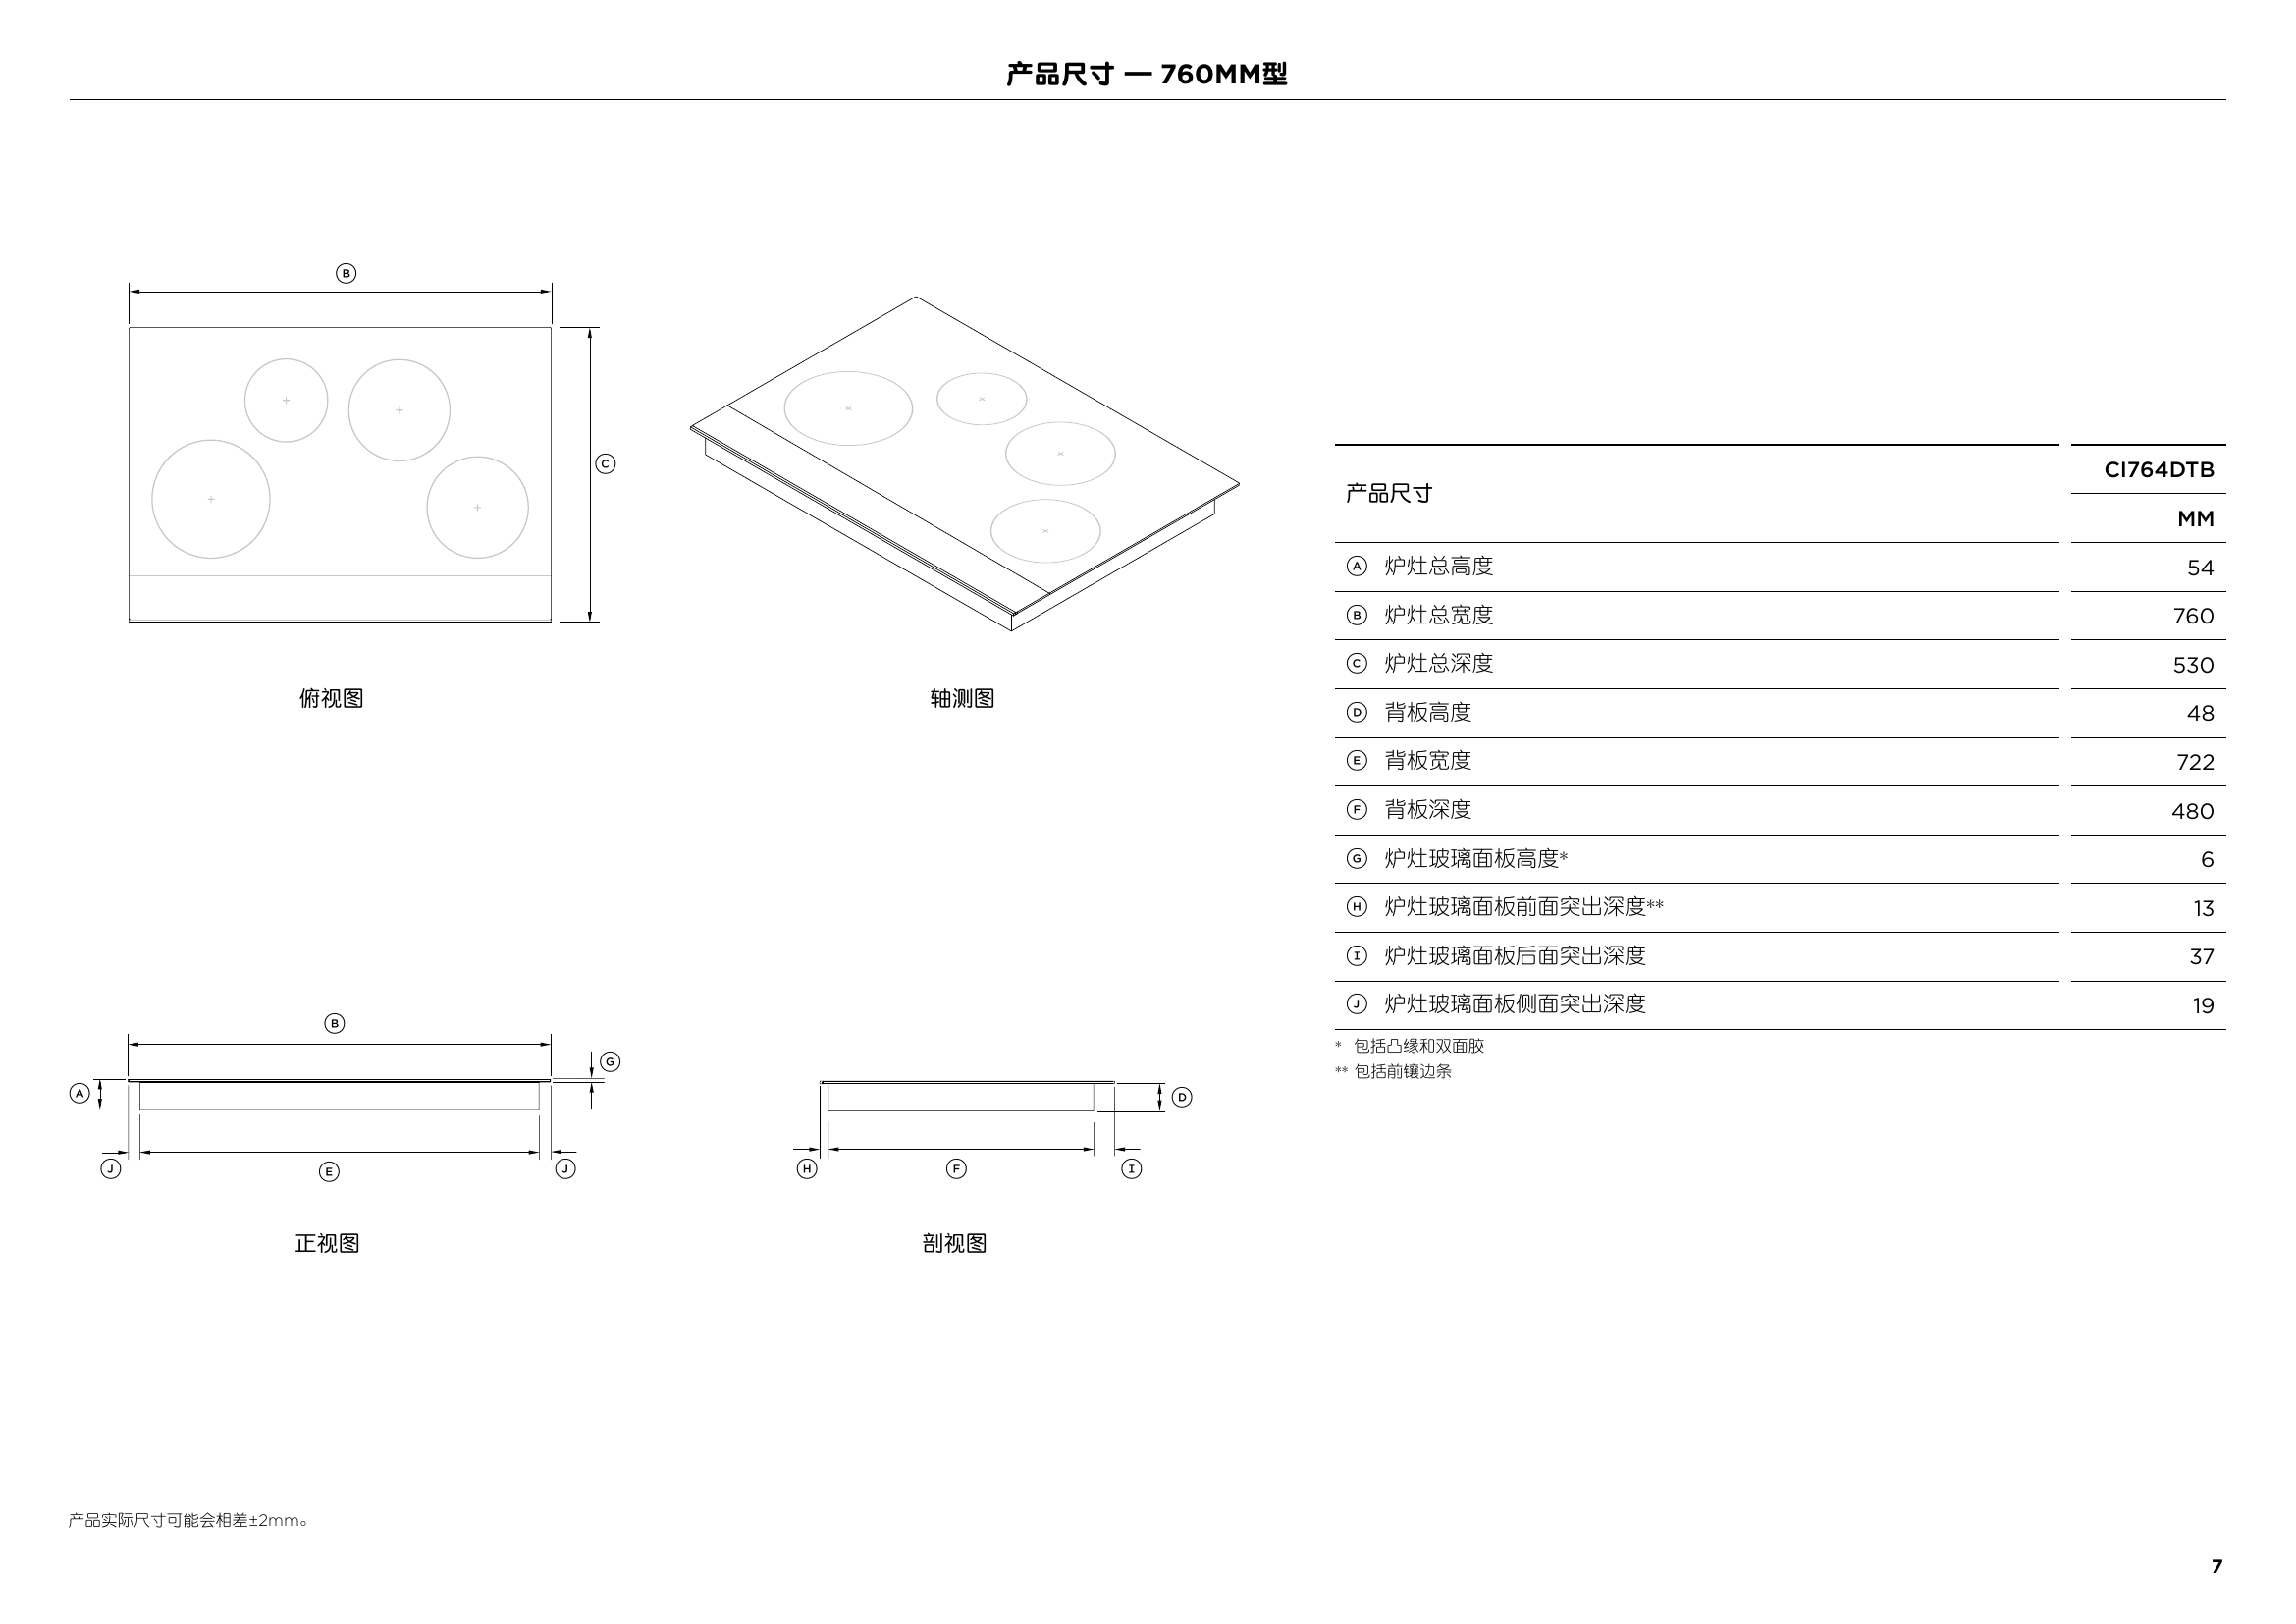 产品尺寸 — 760MM型
B
C
俯视图
轴测图
B
G
A
J
E
J
正视图
D
H
F
I
剖视图
产品尺寸
CI764DTB
MM
A 炉灶总高度 54
B 炉灶总宽度 760
C 炉灶总深度 530
D 背板高度 48
E 背板宽度 722
F 背板深度 480
G 炉灶玻璃面板高度* 6
H 炉灶玻璃面板前面突出深度** 13
I 炉灶玻璃面板后面突出深度 37
J 炉灶玻璃面板侧面突出深度 19
* 包括凸缘和双面胶
** 包括前镶边条
产品实际尺寸可能会相差±2mm。
7